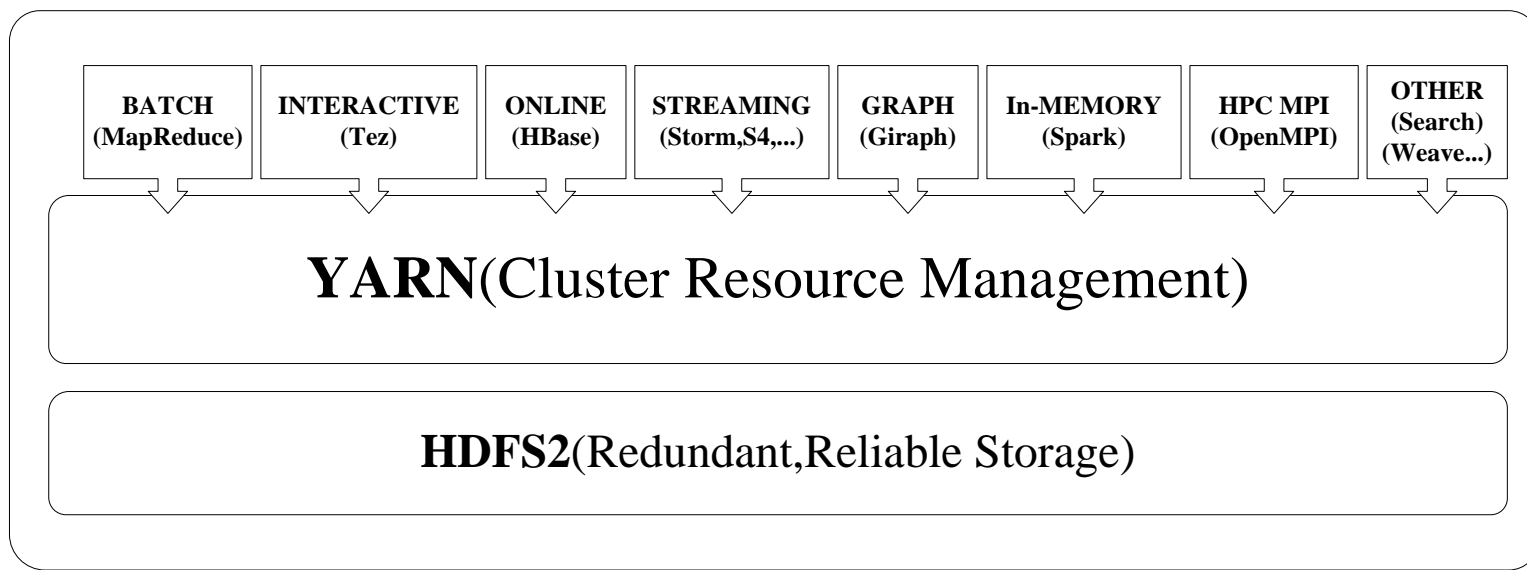 BATCH
(MapReduce)
INTERACTIVE
(Tez)
ONLINE
(HBase)
STREAMING
(Storm,S4,...)
GRAPH
(Giraph)
In-MEMORY
(Spark)
HPC MPI
(OpenMPI)
OTHER
(Search)
(Weave...)
YARN(Cluster Resource Management)
HDFS2(Redundant,Reliable Storage)